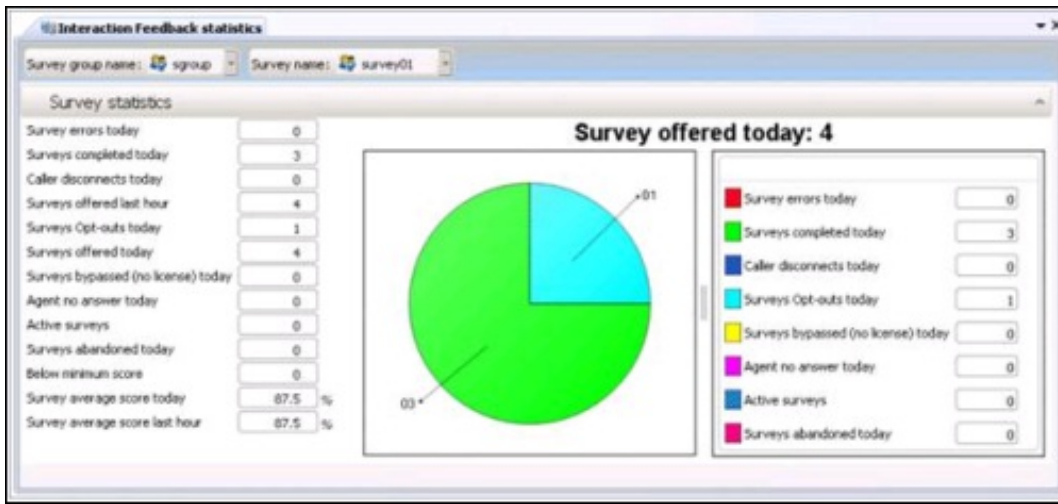 Interaction Feedback statistics
Survey group name: sgroup Survey name: survey01
Survey statistics
Survey errors today 0
Surveys completed today 3
Caller disconnects today 0
Surveys offered last hour 4
Surveys Opt-outs today 1
Surveys offered today 4
Surveys bypassed (no license) today 0
Agent no answer today 0
Active surveys 0
Surveys abandoned today 0
Below minimum score 0
Survey average score today 87.5 %
Survey average score last hour 87.5 %
Survey offered today: 4
01
03
Survey errors today 0
Surveys completed today 3
Caller disconnects today 0
Surveys Opt-outs today 1
Surveys bypassed (no license) today 0
Agent no answer today 0
Active surveys 0
Surveys abandoned today 0